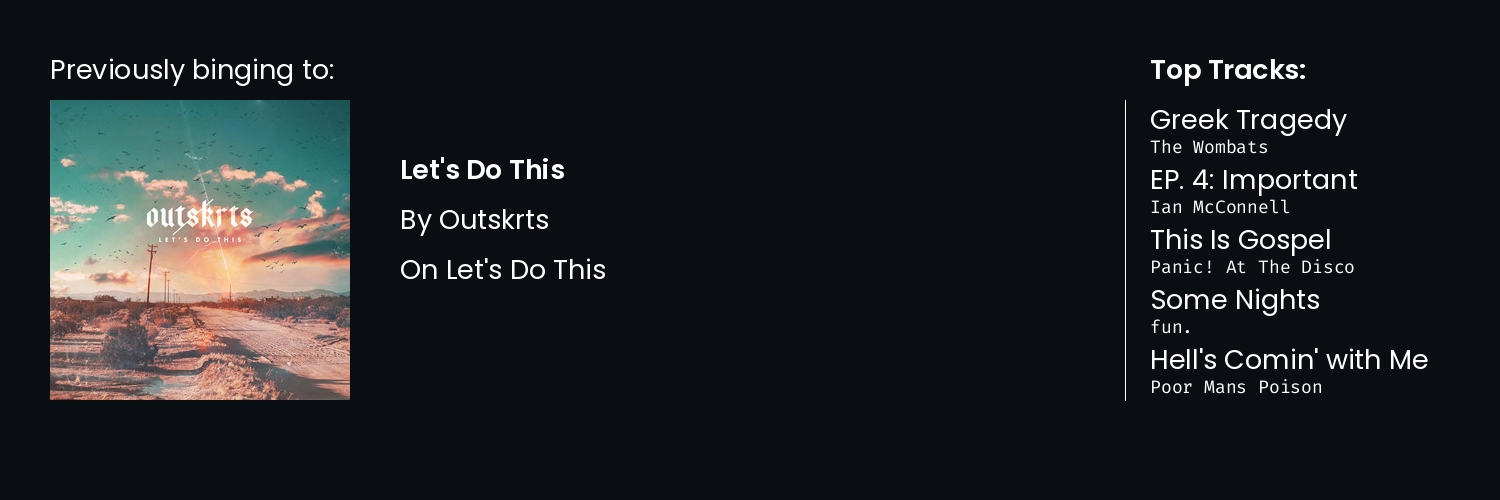 Previously binging to:
outskrts
LET'S DO THIS
Let's Do This
By Outskrts
On Let's Do This
Top Tracks:
Greek Tragedy
The Wombats
EP. 4: Important
Ian McConnell
This Is Gospel
Panic! At The Disco
Some Nights
fun.
Hell's Comin' with Me
Poor Mans Poison